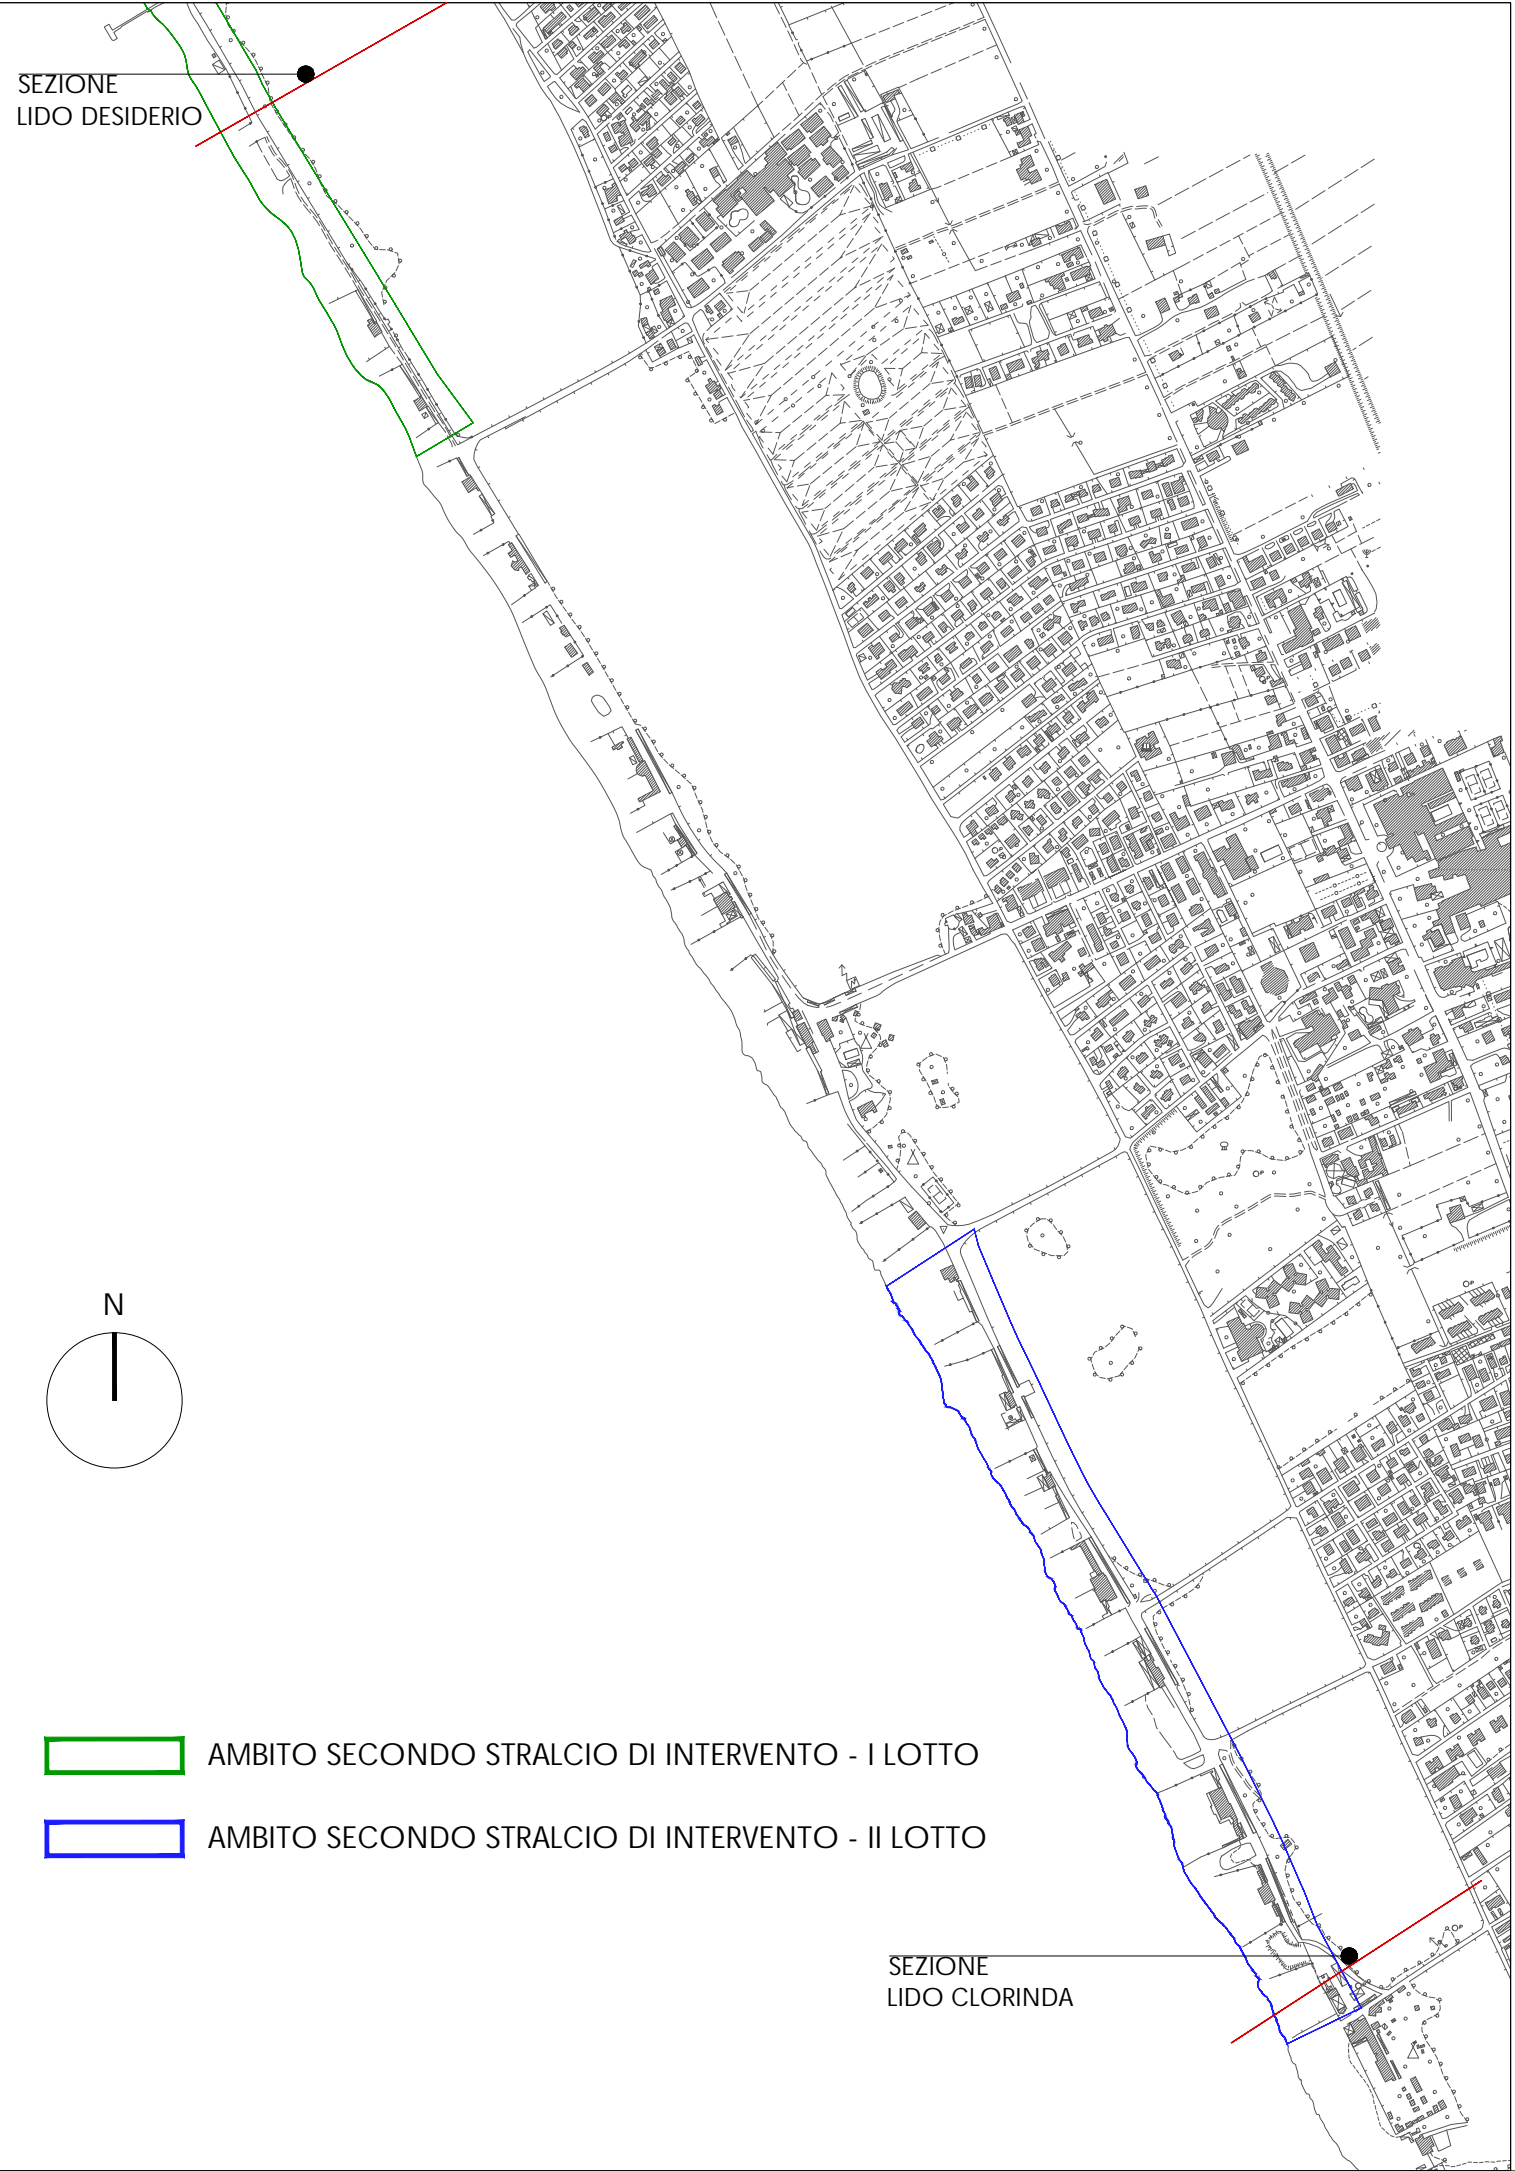 SEZIONE
LIDO DESIDERIO
N
AMBITO SECONDO STRALCIO DI INTERVENTO - I LOTTO
AMBITO SECONDO STRALCIO DI INTERVENTO - II LOTTO
SEZIONE
LIDO CLORINDA